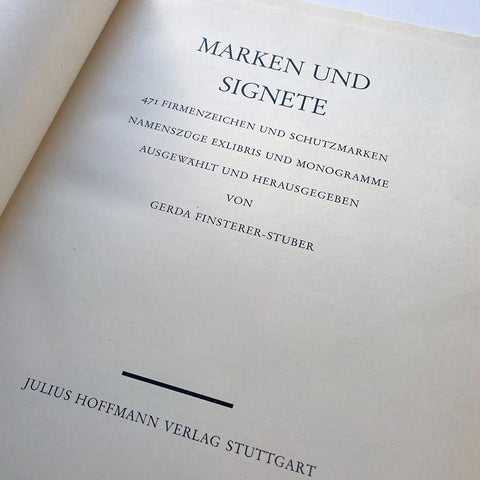 MARKEN UND
SIGNETE
471 FIRMENZEICHEN UND SCHUTZMARKEN
NAMENSZÜGE EXLIBRIS UND MONOGRAMME
AUSGEWÄHLT UND HERAUSGEGEBEN
VON
GERDA FINSTERER-STUBER
JULIUS HOFFMANN VERLAG STUTTGART